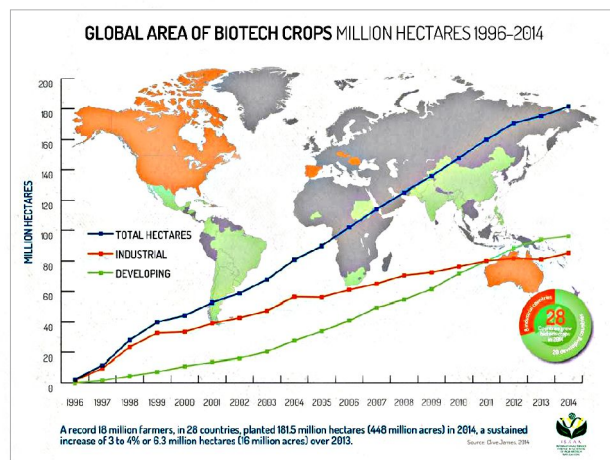 GLOBAL AREA OF BIOTECH CROPS MILLION HECTARES 1996-2014
200
180
160
140
120
100
80
60
40
20
0
MILLION HECTARES
TOTAL HECTARES
INDUSTRIAL
DEVELOPING
28
1996 1997 1998 1999 2000 2001 2002 2003 2004 2035 2006 2007 2008 2009 2010 2001 2012 2013 2014
A record 18 million farmers, in 28 countries, planted 181.5 million hectares (448 million acres) in 2014, a sustained
increase of 3 to 4% or 6.3 million hectares (16 million acres) over 2013.
Source: Clive James, 2014
ISAAA